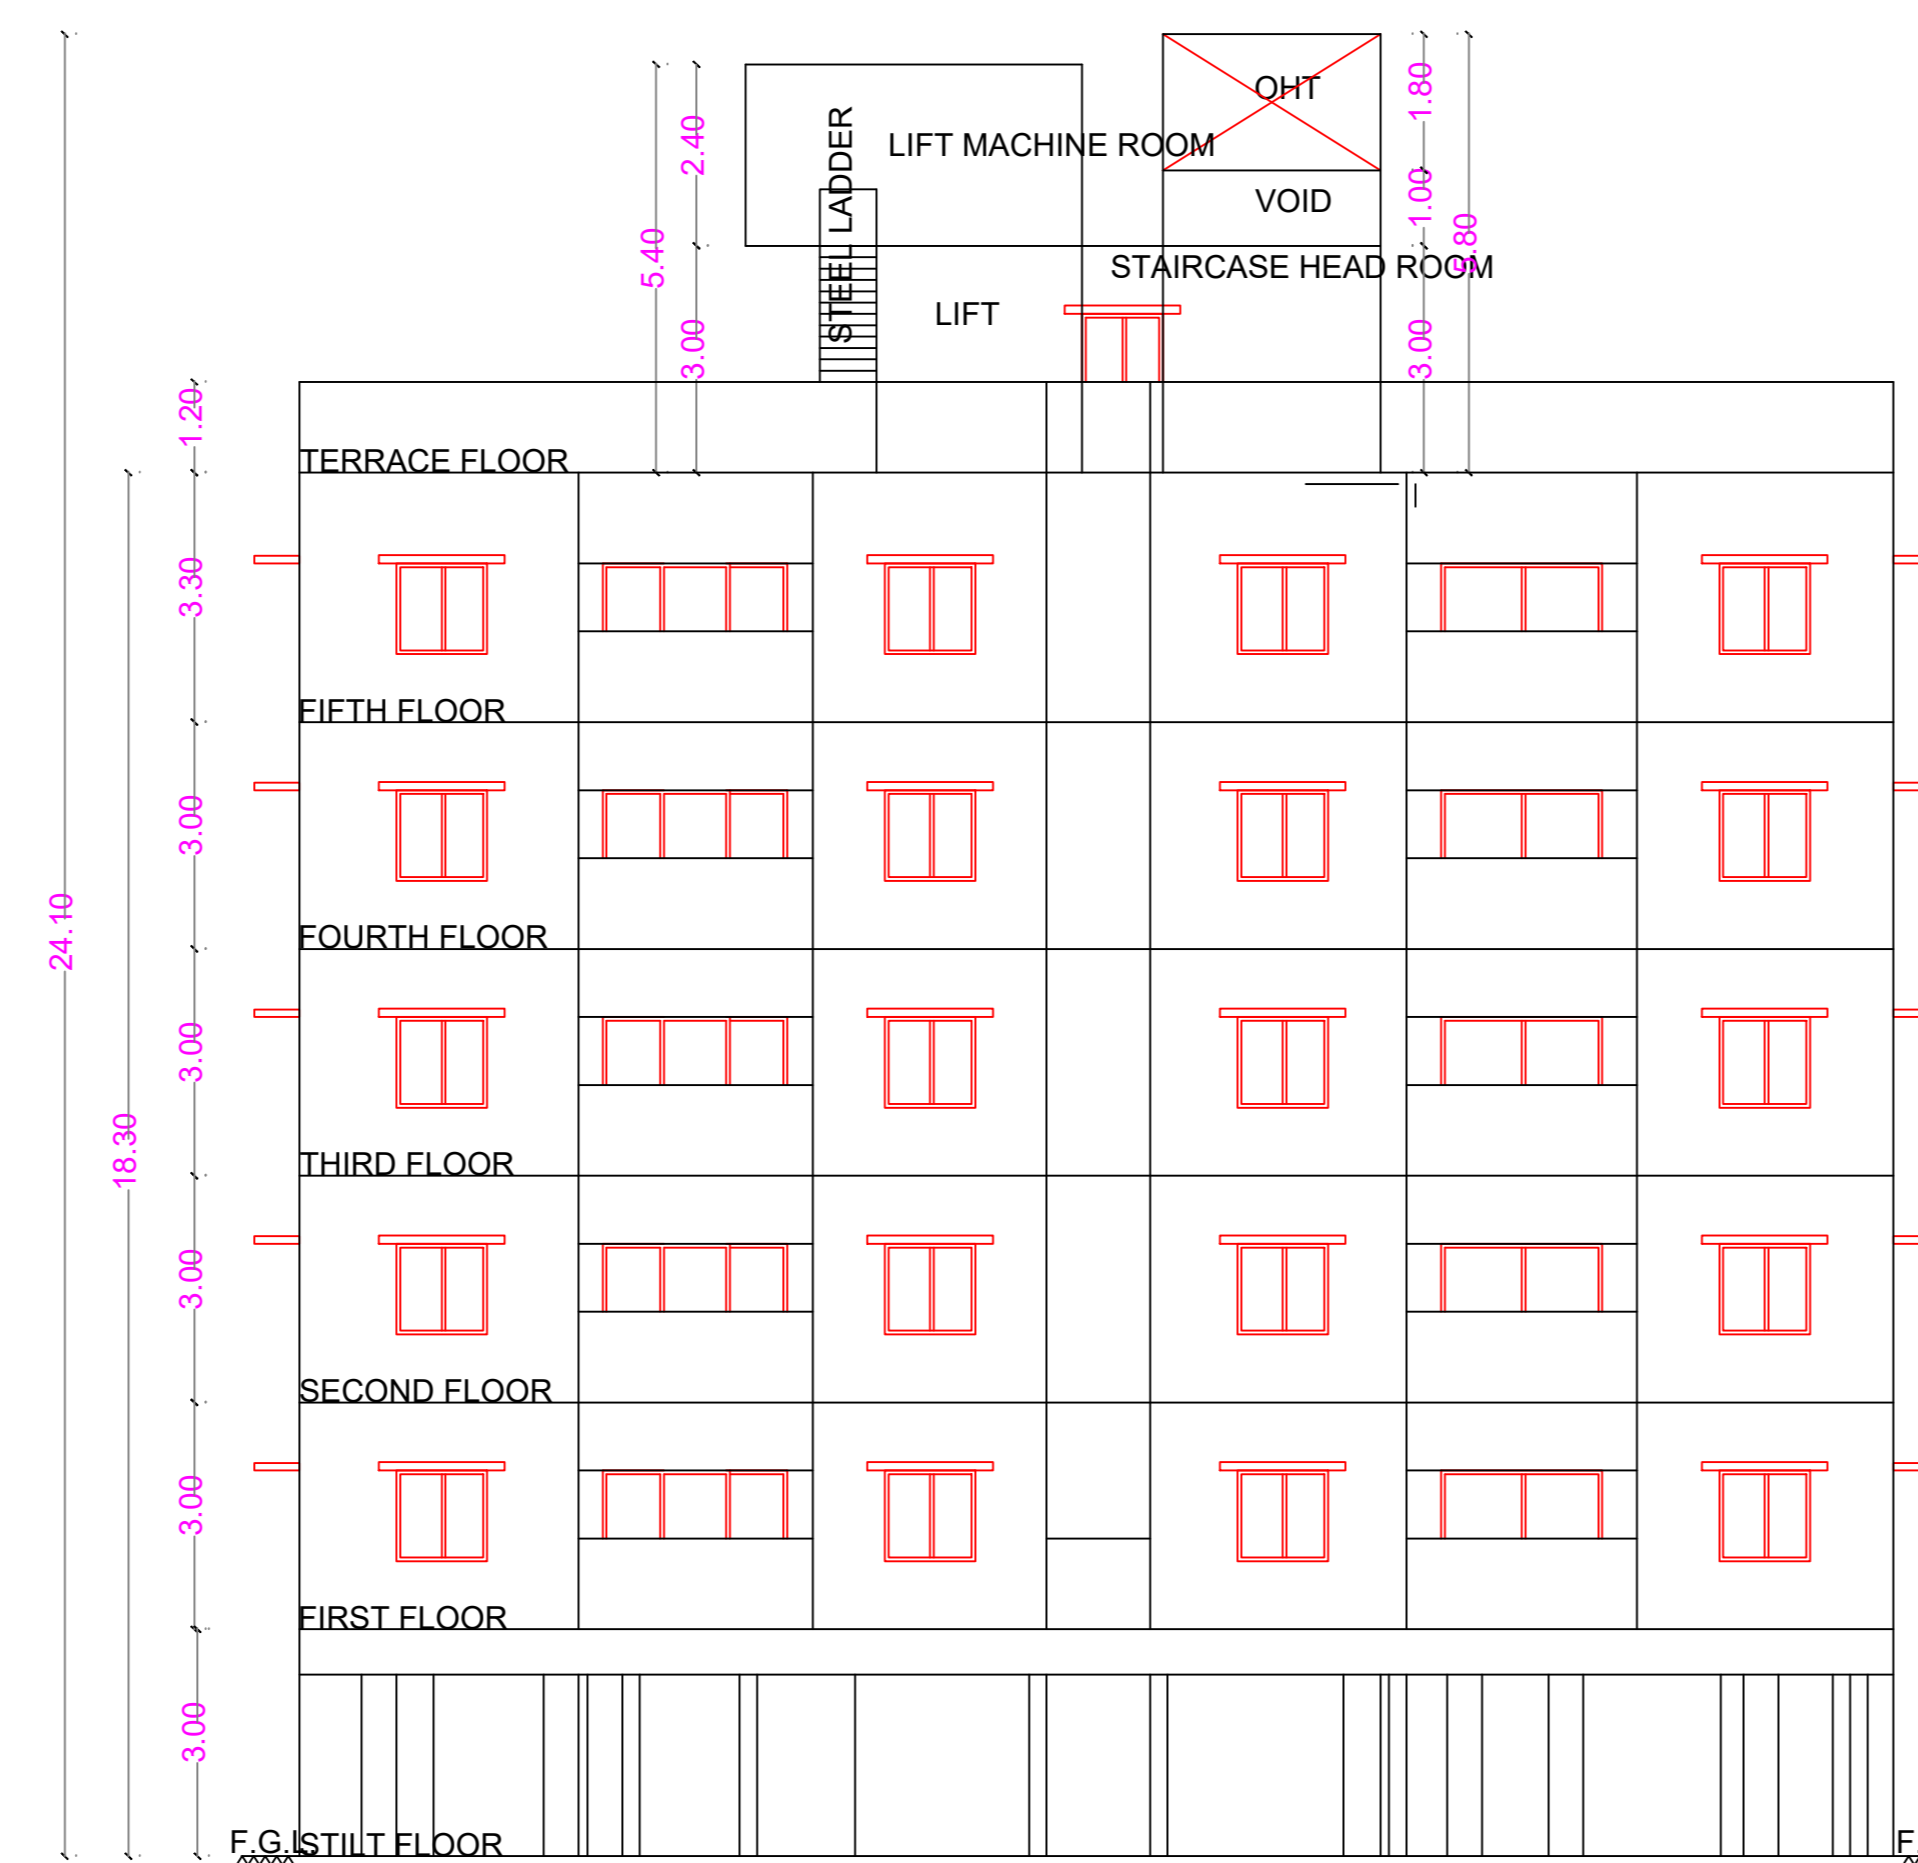 OHT
1.80
LIFT MACHINE ROOM
2.40
STEEL LADDER
VOID
1.00
5.80
5.40
STAIRCASE HEAD ROOM
LIFT
3.00
3.00
1.20
TERRACE FLOOR
3.30
FIFTH FLOOR
3.00
24.10
FOURTH FLOOR
3.00
18.30
THIRD FLOOR
3.00
SECOND FLOOR
3.00
FIRST FLOOR
3.00
F.G.L.
STILT FLOOR
F.